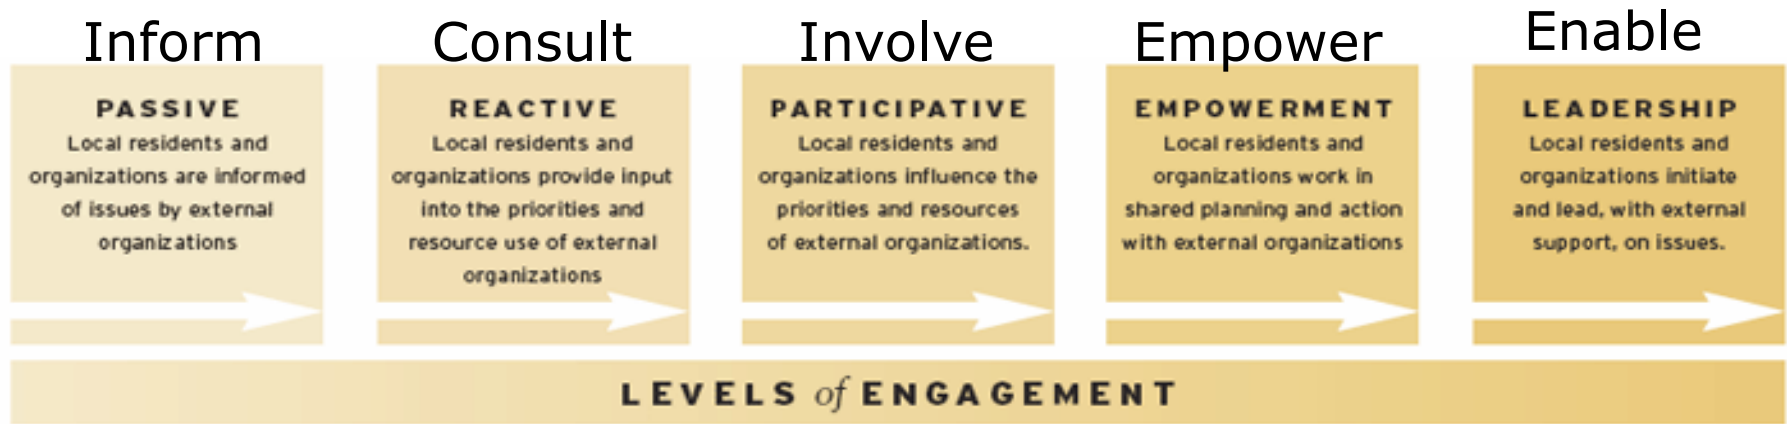 Inform
PASSIVE
Local residents and
organizations are informed
of issues by external
organizations
Consult
REACTIVE
Local residents and
organizations provide input
into the priorities and
resource use of external
organizations
Involve
PARTICIPATIVE
Local residents and
organizations influence the
priorities and resources
of external organizations.
Empower
EMPOWERMENT
Local residents and
organizations work in
shared planning and action
with external organizations
Enable
LEADERSHIP
Local residents and
organizations initiate
and lead, with external
support, on issues.
LEVELS of ENGAGEMENT